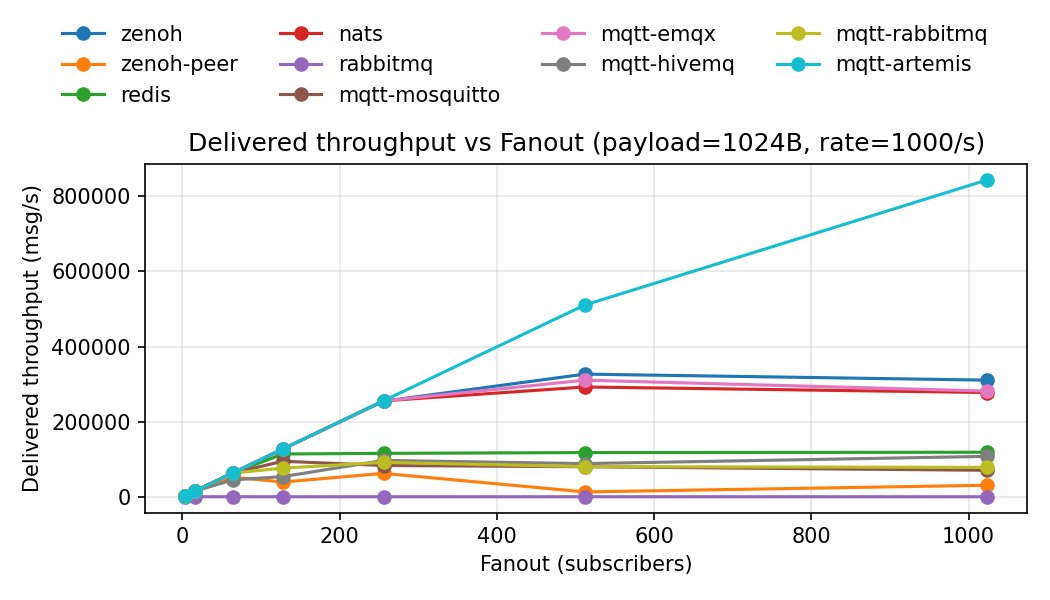 zenoh nats mqtt-emqx mqtt-rabbitmq
zenoh-peer rabbitmq mqtt-hivemq mqtt-artemis
redis mqtt-mosquitto
Delivered throughput vs Fanout (payload=1024B, rate=1000/s)
Delivered throughput (msg/s)
800000
600000
400000
200000
0
0 200 400 600 800 1000
Fanout (subscribers)